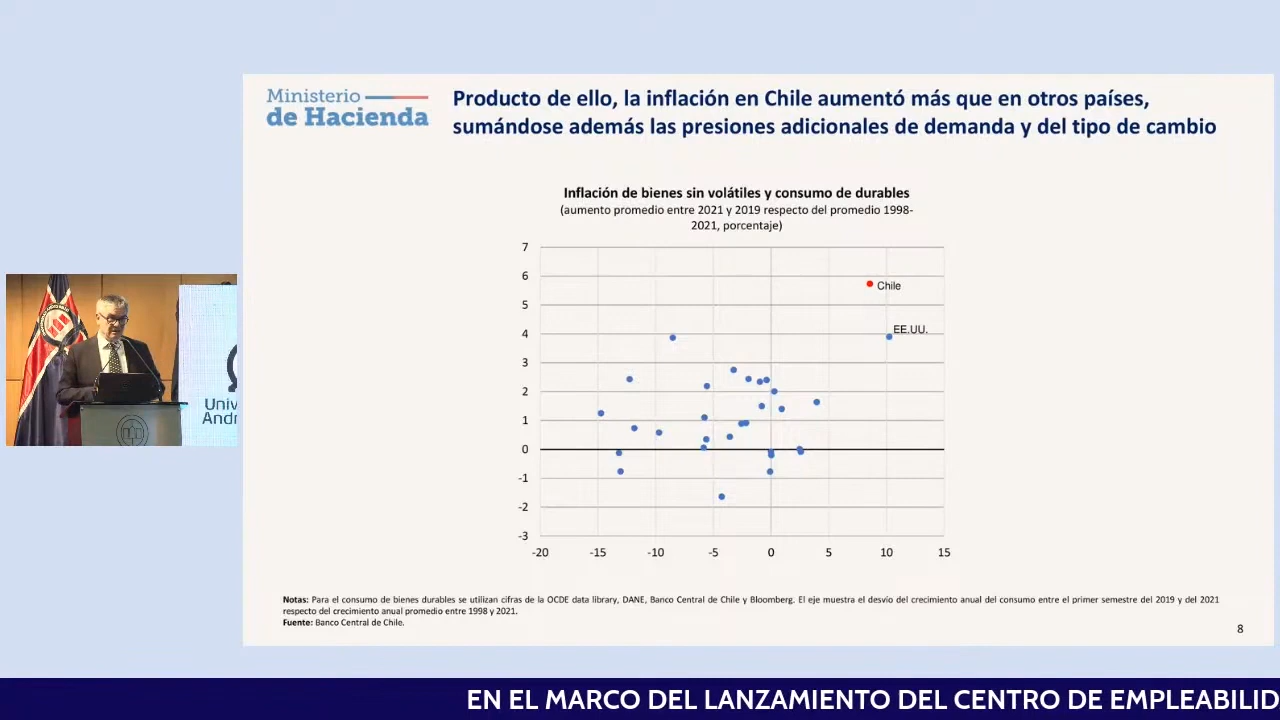 Ministerio
de Hacienda
Producto de ello, la inflación en Chile aumentó más que en otros países,
sumándose además las presiones adicionales de demanda y del tipo de cambio
Inflación de bienes sin volátiles y consumo de durables
(aumento promedio entre 2021 y 2019 respecto del promedio 1998-
2021, porcentaje)
7
6
5
4
3
2
1
0
-1
-2
-3
Chile
EE.UU.
-20 -15 -10 -5 0 5 10 15
Notas: Para el consumo de bienes durables se utilizan cifras de la OCDE data library, DANE, Banco Central de Chile y Bloomberg. El eje muestra el desvío del crecimiento anual del consumo entre el primer semestre del 2019 y del 2021
respecto del crecimiento anual promedio entre 1998 y 2021.
Fuente: Banco Central de Chile.
8
Univ
Andr
EN EL MARCO DEL LANZAMIENTO DEL CENTRO DE EMPLEABILID